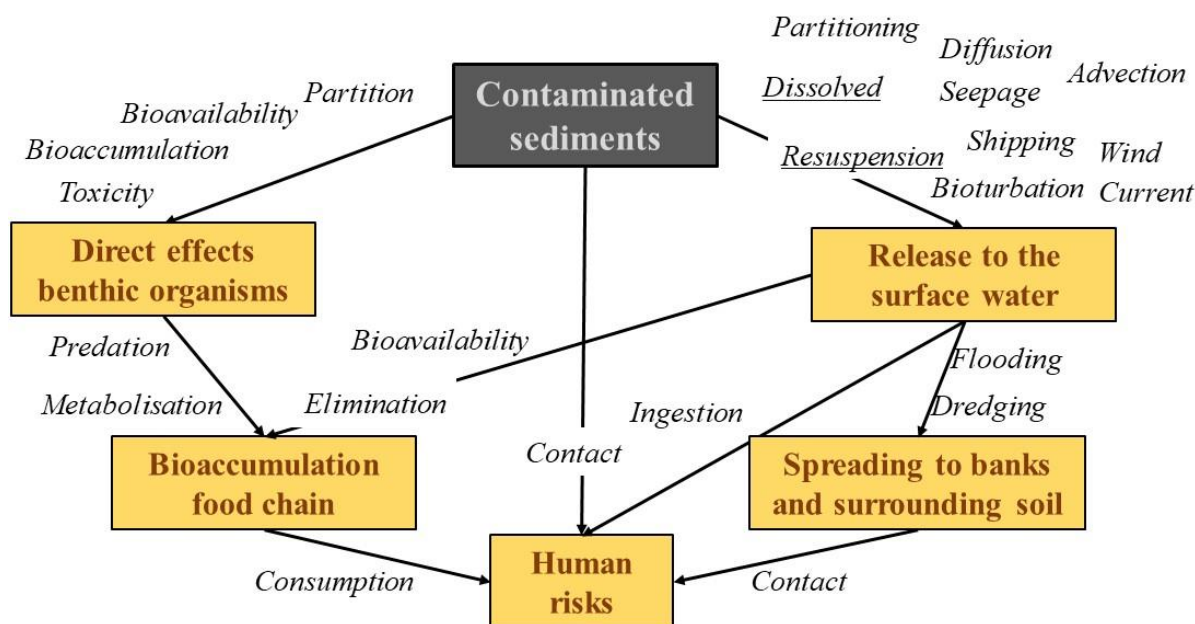 Partitioning
Diffusion
Advection
Contaminated
sediments
Dissolved
Seepage
Partition
Bioavailability
Bioaccumulation
Toxicity
Resuspension
Shipping
Wind
Bioturbation
Current
Direct effects
benthic organisms
Release to the
surface water
Predation
Bioavailability
Flooding
Metabolisation
Elimination
Ingestion
Dredging
Bioaccumulation
food chain
Contact
Spreading to banks
and surrounding soil
Consumption
Human
risks
Contact